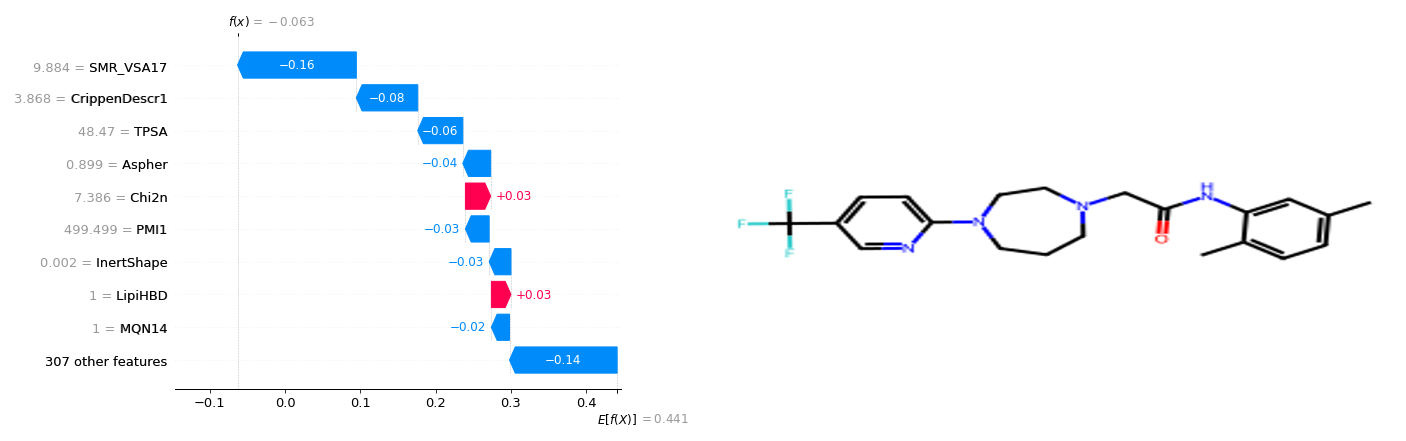 f(x) = −0.063
9.884 = SMR_VSA17
−0.16
3.868 = CrippenDescr1
−0.08
48.47 = TPSA
−0.06
0.899 = Aspher
−0.04
7.386 = Chi2n
+0.03
499.499 = PMI1
−0.03
0.002 = InertShape
−0.03
1 = LipiHBD
+0.03
1 = MQN14
−0.02
307 other features
−0.14
−0.1 0.0 0.1 0.2 0.3 0.4
E[f(X)] = 0.441
F
F
F
N
N
N
O
H
N